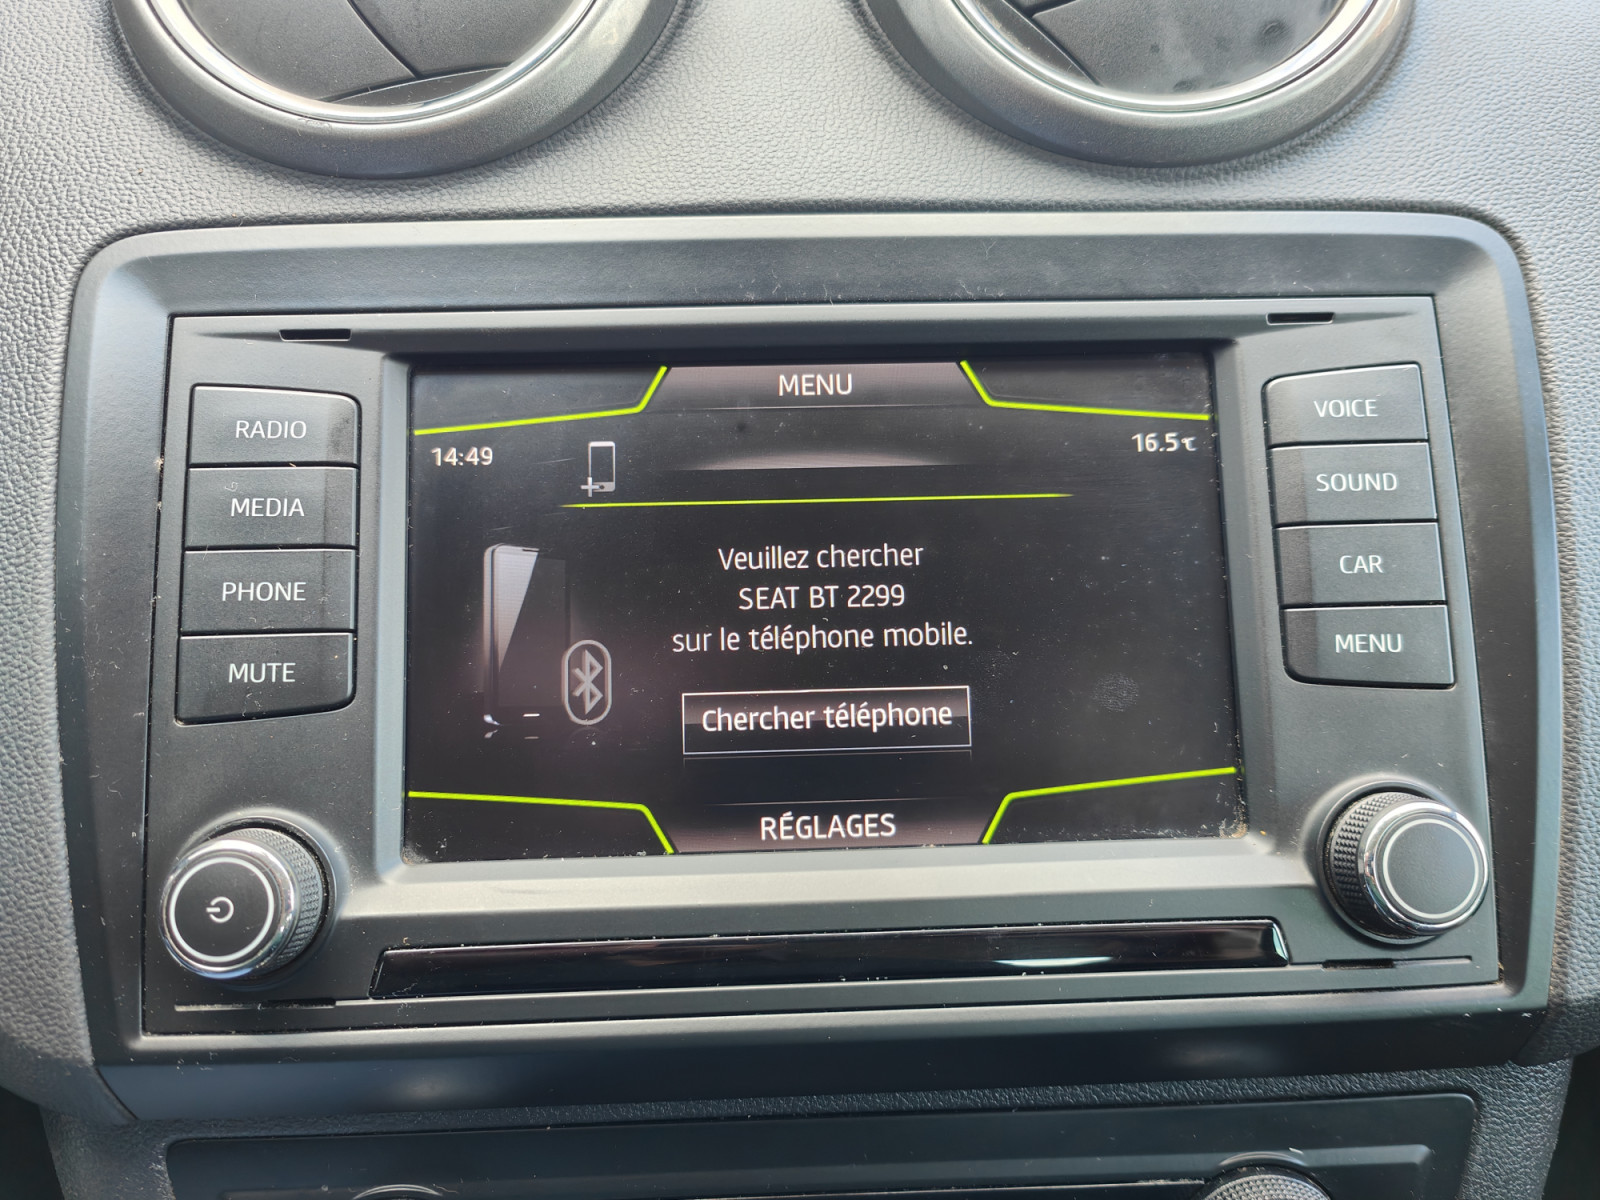 MENU
14:49
16.5℃
Veuillez chercher
SEAT BT 2299
sur le téléphone mobile.
Chercher téléphone
RÉGLAGES
RADIO
MEDIA
PHONE
MUTE
VOICE
SOUND
CAR
MENU